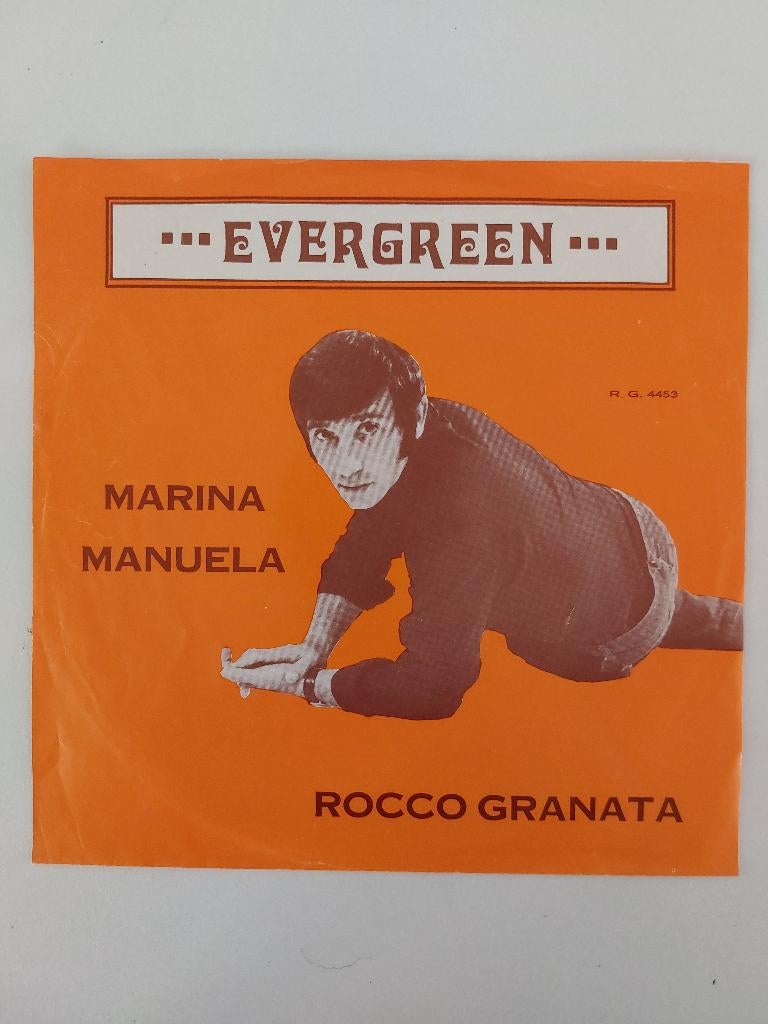 ▪▪▪ EVERGREEN ▪▪▪
R. G. 4453
MARINA
MANUELA
ROCCO GRANATA